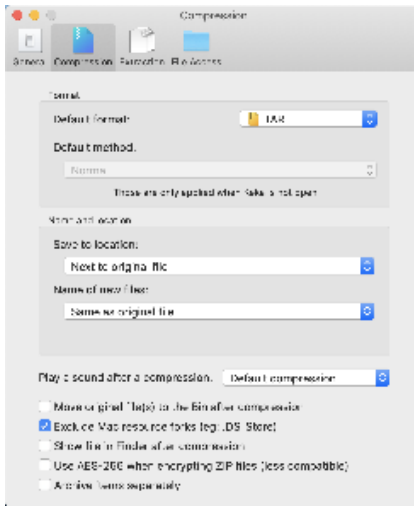 Compression
General Compression Extraction File Access
Format
Default format: TAR
Default method:
Normal
These are only applied when Keka is not open
Name and location
Save to location:
Next to original file
Name of new files:
Same as original file
Play a sound after a compression: Default compression
Move original file(s) to the Bin after compression
Exclude Mac resource forks (eg: .DS_Store)
Show file in Finder after compression
Use AES-256 when encrypting ZIP files (less compatible)
Archive items separately